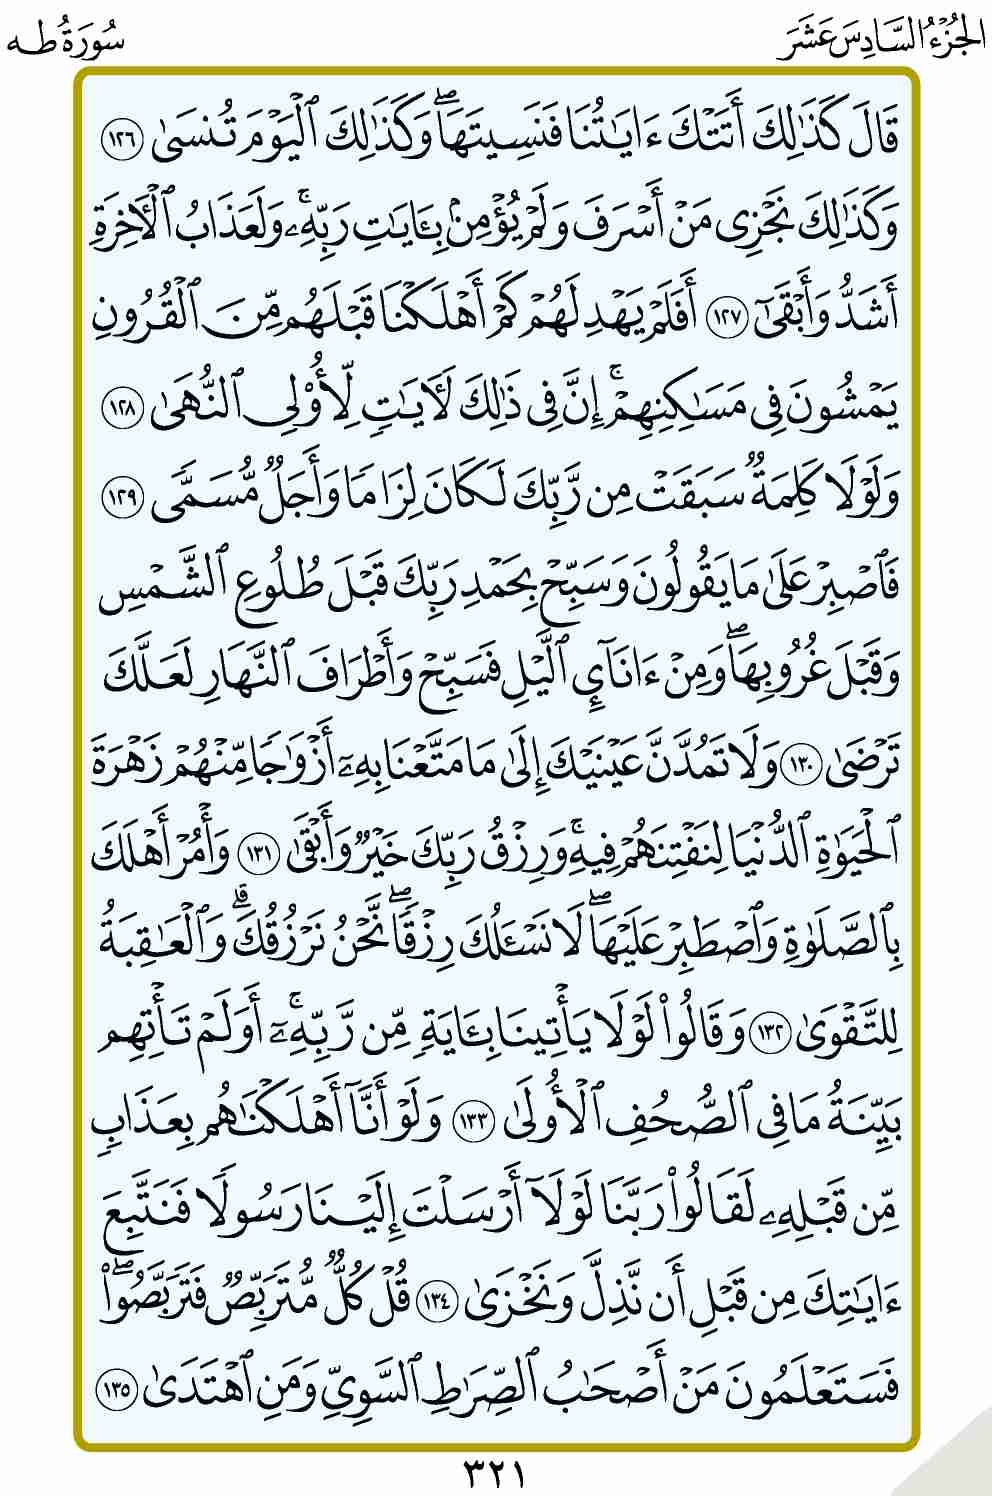 الجُزْءُ السَّادِسَ عَشَرَ
سُورَةُ طه
قَالَ كَذَٰلِكَ أَتَتْكَ ءَايَٰتُنَا فَنَسِيتَهَاۖ وَكَذَٰلِكَ ٱلْيَوْمَ تُنسَىٰ ١٢٦
وَكَذَٰلِكَ نَجْزِى مَنْ أَسْرَفَ وَلَمْ يُؤْمِنۢ بِـَٔايَٰتِ رَبِّهِۦۚ وَلَعَذَابُ ٱلْأَخِرَةِ
أَشَدُّ وَأَبْقَىٰٓ ١٢٧ أَفَلَمْ يَهْدِ لَهُمْ كَمْ أَهْلَكْنَا قَبْلَهُم مِّنَ ٱلْقُرُونِ
يَمْشُونَ فِى مَسَٰكِنِهِمْۚ إِنَّ فِى ذَٰلِكَ لَأَيَٰتٍ لِّأُو۟لِى ٱلنُّهَىٰ ١٢٨
وَلَوْلَا كَلِمَةٌ سَبَقَتْ مِن رَّبِّكَ لَكَانَ لِزَامًا وَأَجَلٌ مُّسَمًّى ١٢٩
فَٱصْبِرْ عَلَىٰ مَا يَقُولُونَ وَسَبِّحْ بِحَمْدِ رَبِّكَ قَبْلَ طُلُوعِ ٱلشَّمْسِ
وَقَبْلَ غُرُوبِهَاۖ وَمِنْ ءَانَآئِ ٱلَّيْلِ فَسَبِّحْ وَأَطْرَافَ ٱلنَّهَارِ لَعَلَّكَ
تَرْضَىٰ ١٣٠ وَلَا تَمُدَّنَّ عَيْنَيْكَ إِلَىٰ مَا مَتَّعْنَا بِهِۦٓ أَزْوَٰجًا مِّنْهُمْ زَهْرَةَ
ٱلْحَيَوٰةِ ٱلدُّنْيَا لِنَفْتِنَهُمْ فِيهِۚ وَرِزْقُ رَبِّكَ خَيْرٌ وَأَبْقَىٰ ١٣١ وَأْمُرْ أَهْلَكَ
بِٱلصَّلَوٰةِ وَٱصْطَبِرْ عَلَيْهَاۖ لَا نَسْـَٔلُكَ رِزْقًاۖ نَّحْنُ نَرْزُقُكَۗ وَٱلْعَٰقِبَةُ
لِلتَّقْوَىٰ ١٣٢ وَقَالُوا۟ لَوْلَا يَأْتِينَا بِـَٔايَةٍ مِّن رَّبِّهِۦٓۚ أَوَلَمْ تَأْتِهِم
بَيِّنَةُ مَا فِى ٱلصُّحُفِ ٱلْأُولَىٰ ١٣٣ وَلَوْ أَنَّآ أَهْلَكْنَٰهُم بِعَذَابٍ
مِّن قَبْلِهِۦ لَقَالُوا۟ رَبَّنَا لَوْلَآ أَرْسَلْتَ إِلَيْنَا رَسُولًا فَنَتَّبِعَ
ءَايَٰتِكَ مِن قَبْلِ أَن نَّذِلَّ وَنَخْزَىٰ ١٣٤ قُلْ كُلٌّ مُّتَرَبِّصٌ فَتَرَبَّصُوا۟ۖ
فَسَتَعْلَمُونَ مَنْ أَصْحَٰبُ ٱلصِّرَٰطِ ٱلسَّوِىِّ وَمَنِ ٱهْتَدَىٰ ١٣٥
٣٢١